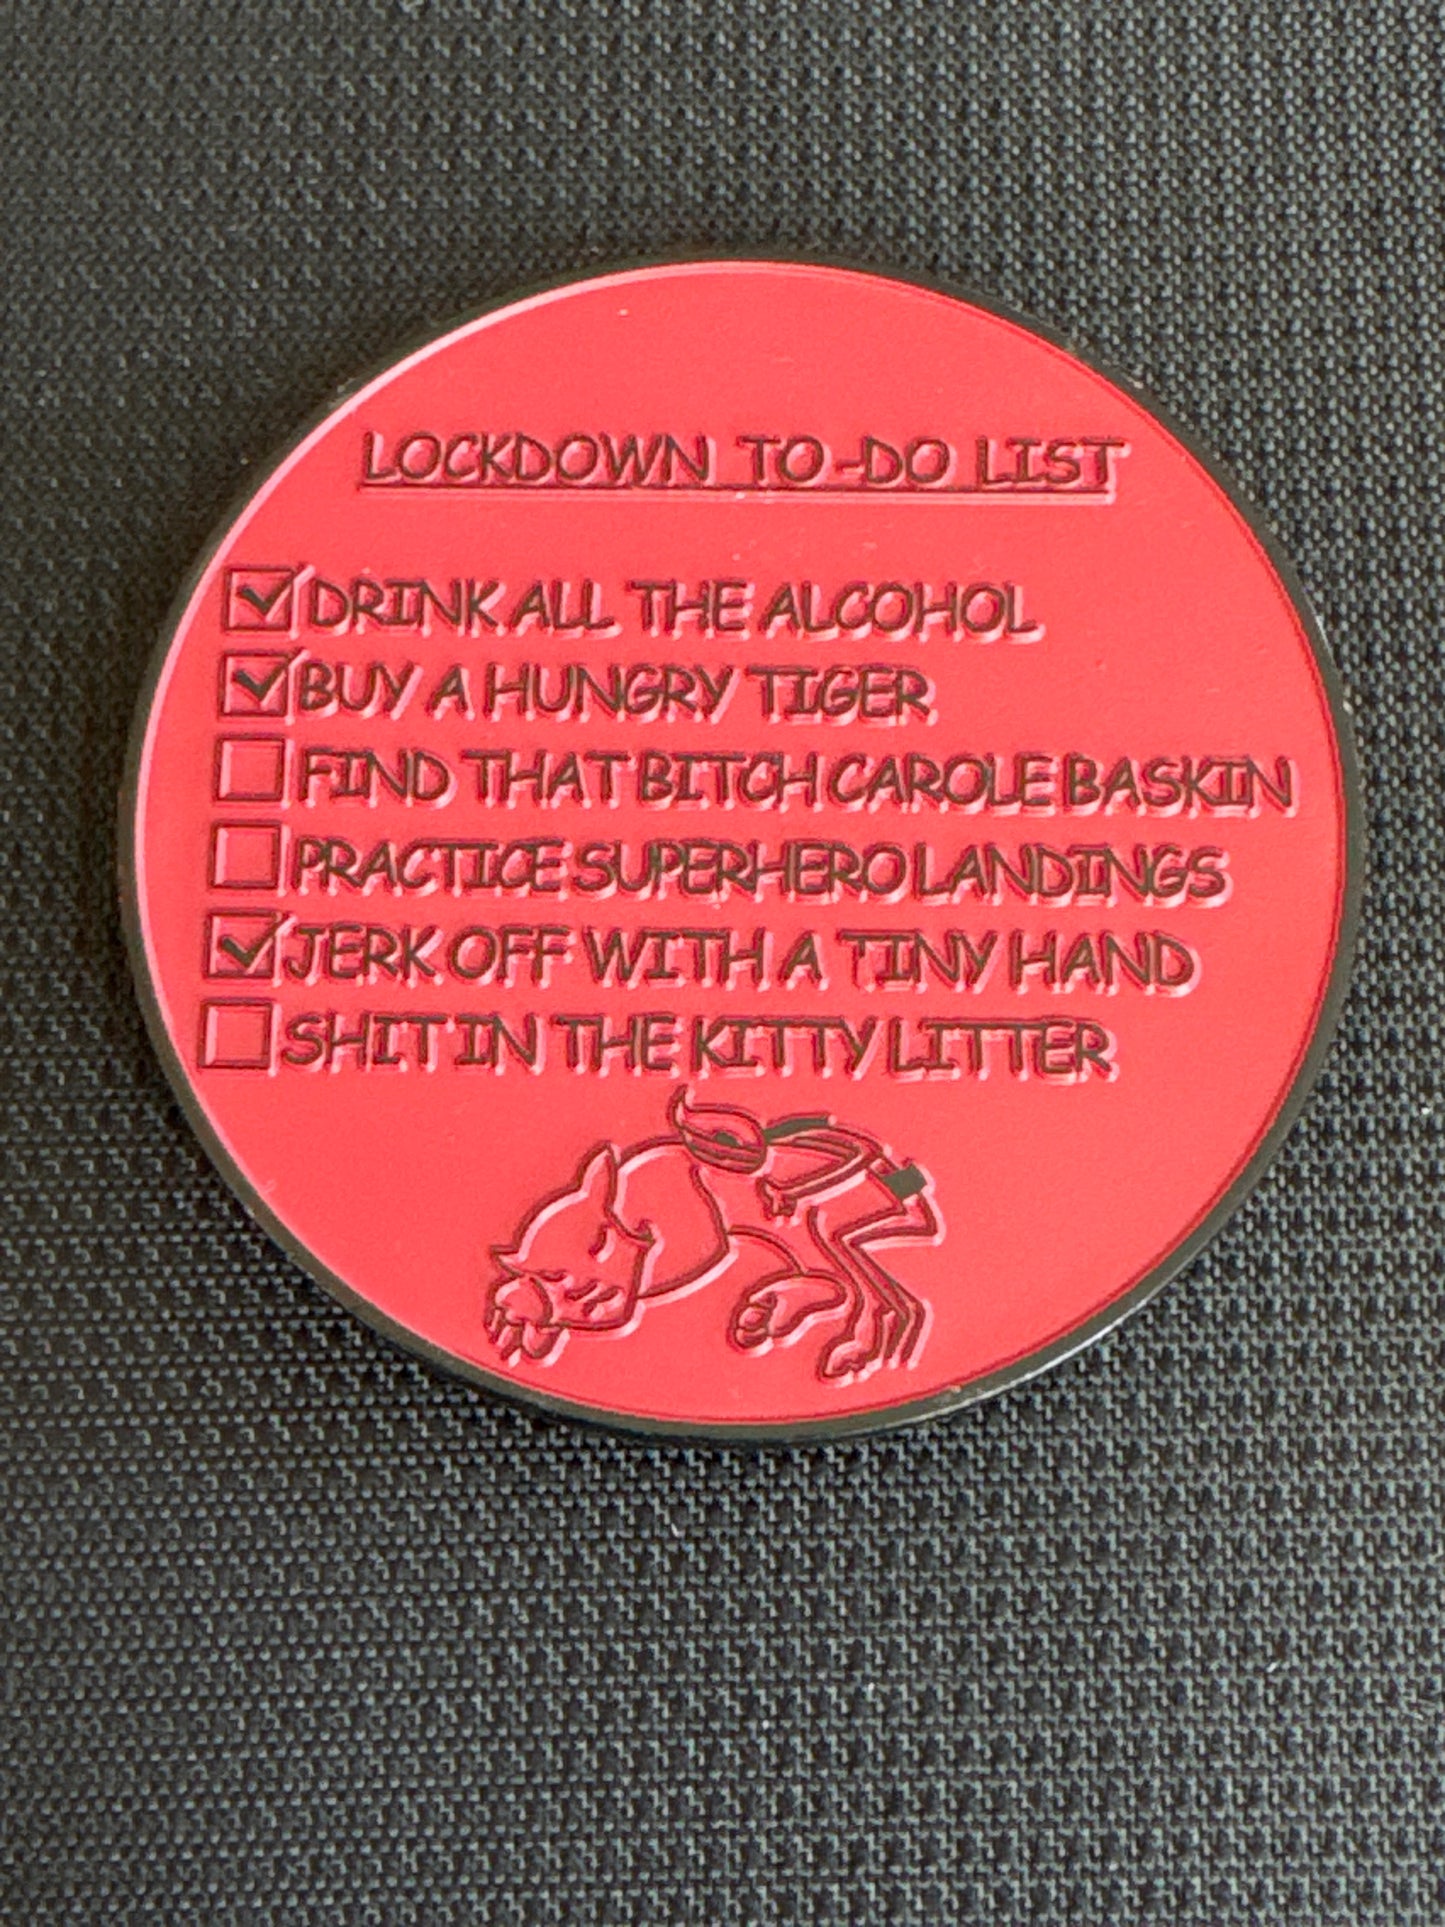 LOCKDOWN TO-DO LIST
DRINK ALL THE ALCOHOL
BUY A HUNGRY TIGER
FIND THAT BITCH CAROLE BASKIN
PRACTICE SUPERHERO LANDINGS
JERK OFF WITH A TINY HAND
SHIT IN THE KITTY LITTER